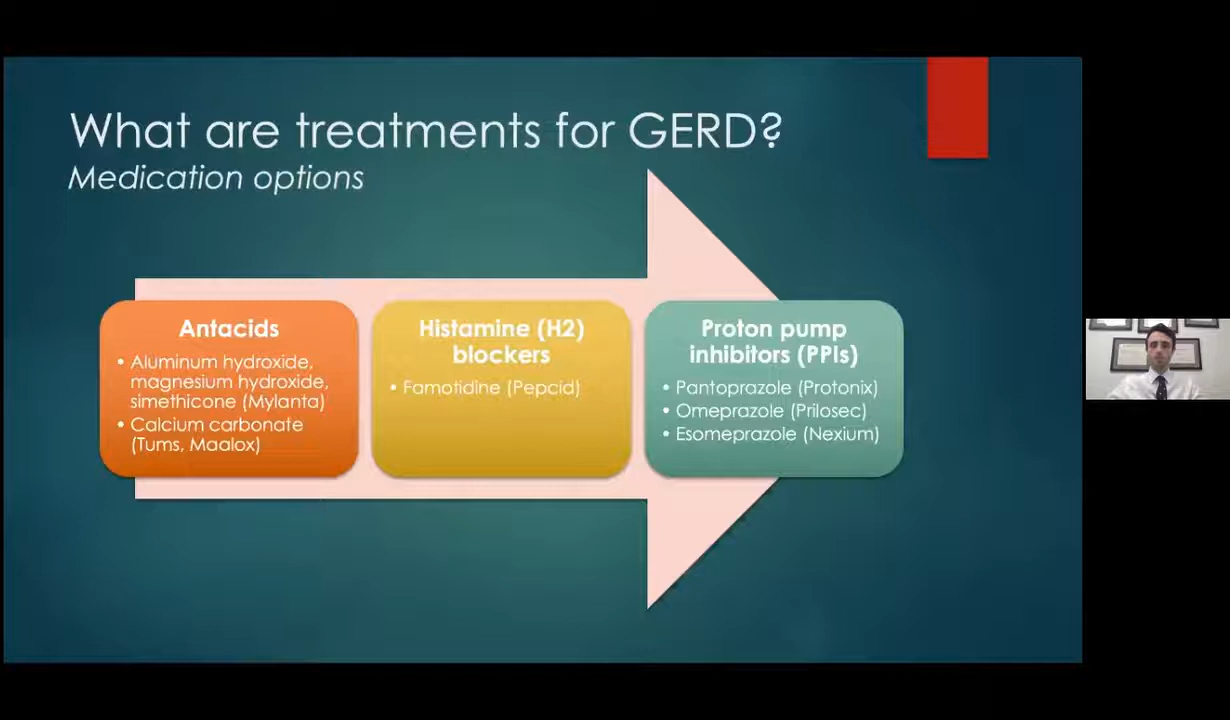 What are treatments for GERD?
Medication options
Antacids
• Aluminum hydroxide,
magnesium hydroxide,
simethicone (Mylanta)
• Calcium carbonate
(Tums, Maalox)
Histamine (H2)
blockers
• Famotidine (Pepcid)
Proton pump
inhibitors (PPIs)
• Pantoprazole (Protonix)
• Omeprazole (Prilosec)
• Esomeprazole (Nexium)